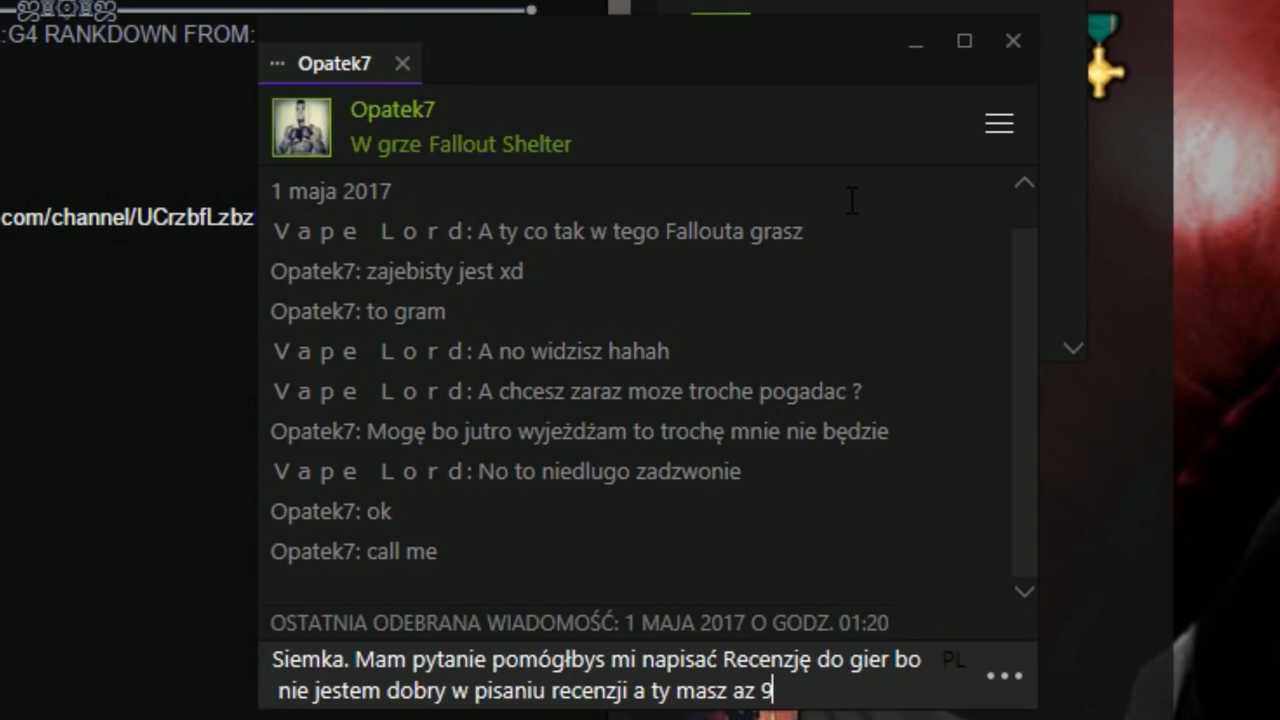 :G4 RANKDOWN FROM:
com/channel/UCrzbfLzbz
Opatek7
Opatek7
W grze Fallout Shelter
1 maja 2017
V a p e L o r d: A ty co tak w tego Fallouta grasz
Opatek7: zajebisty jest xd
Opatek7: to gram
V a p e L o r d: A no widzisz hahah
V a p e L o r d: A chcesz zaraz moze troche pogadac ?
Opatek7: Mogę bo jutro wyjeżdżam to trochę mnie nie będzie
V a p e L o r d: No to niedlugo zadzwonie
Opatek7: ok
Opatek7: call me
OSTATNIA ODEBRANA WIADOMOŚĆ: 1 MAJA 2017 O GODZ. 01:20
Siemka. Mam pytanie pomógłbys mi napisać Recenzję do gier bo
nie jestem dobry w pisaniu recenzji a ty masz az 9
PL